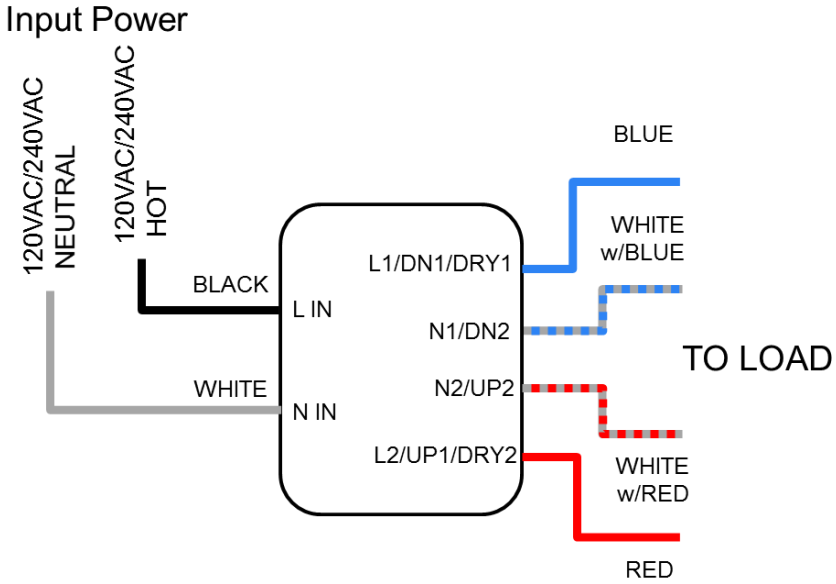 Input Power
120VAC/240VAC
NEUTRAL
120VAC/240VAC
HOT
BLACK
WHITE
L IN
N IN
L1/DN1/DRY1
N1/DN2
N2/UP2
L2/UP1/DRY2
BLUE
WHITE
w/BLUE
TO LOAD
WHITE
w/RED
RED